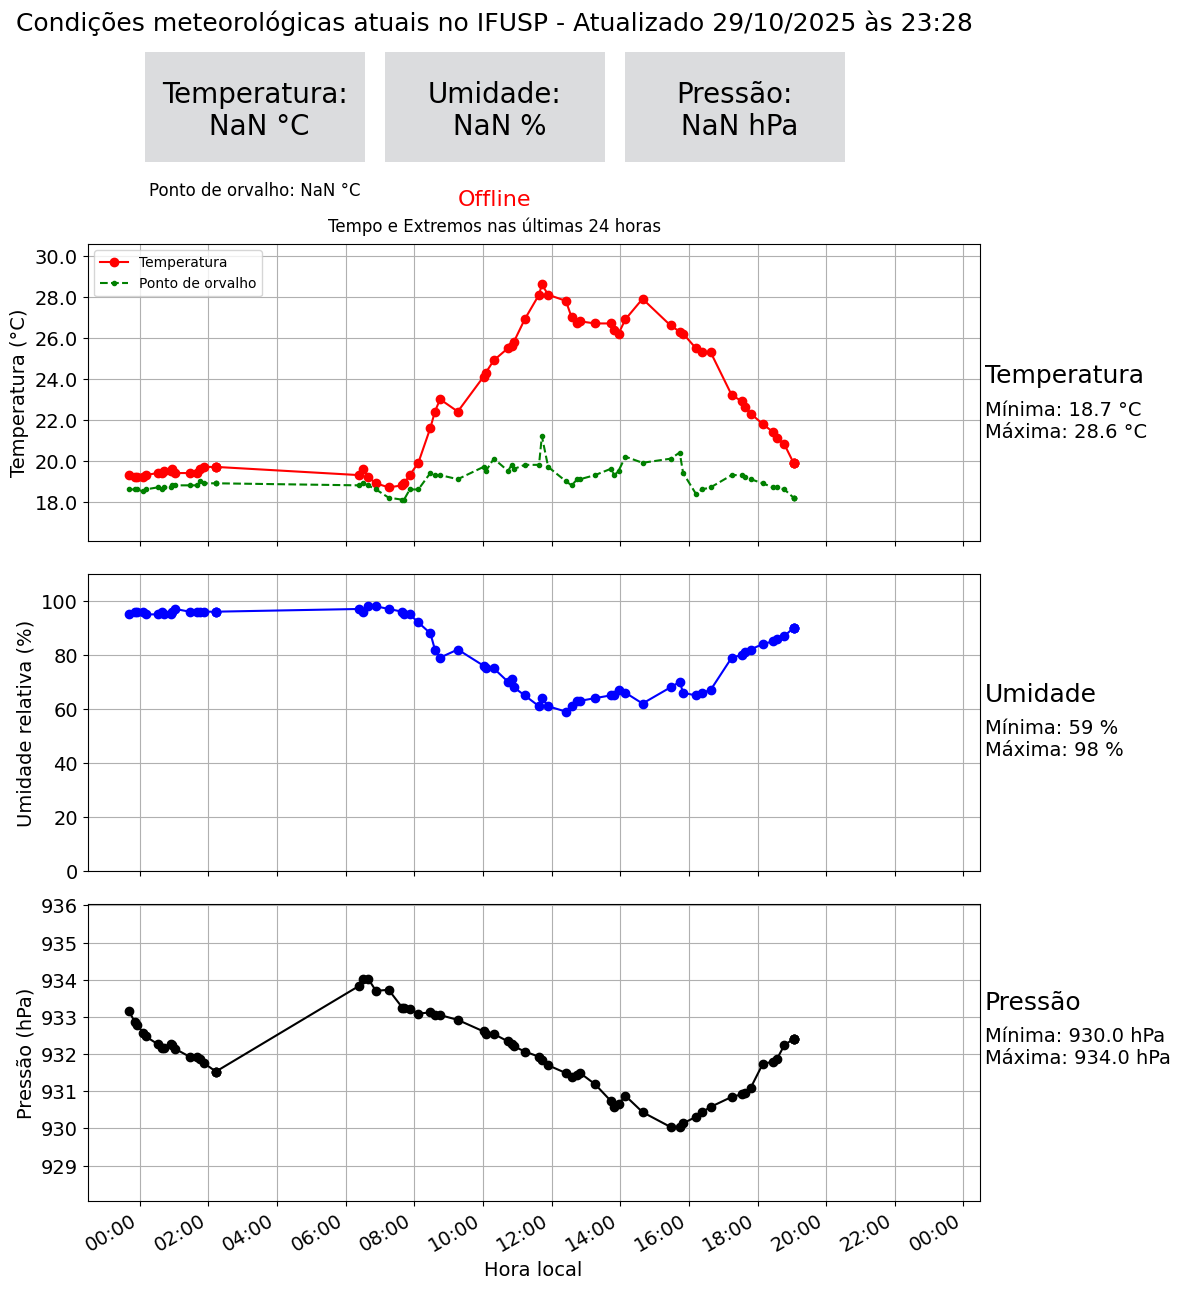 Condições meteorológicas atuais no IFUSP - Atualizado 29/10/2025 às 23:28
Temperatura:
NaN °C
Umidade:
NaN %
Pressão:
NaN hPa
Ponto de orvalho: NaN °C
Offline
Tempo e Extremos nas últimas 24 horas
Temperatura (°C)
30.0
28.0
26.0
24.0
22.0
20.0
18.0
Temperatura
Ponto de orvalho
Temperatura
Mínima: 18.7 °C
Máxima: 28.6 °C
Umidade relativa (%)
100
80
60
40
20
0
Umidade
Mínima: 59 %
Máxima: 98 %
Pressão (hPa)
936
935
934
933
932
931
930
929
Pressão
Mínima: 930.0 hPa
Máxima: 934.0 hPa
00:00
02:00
04:00
06:00
08:00
10:00
12:00
14:00
16:00
18:00
20:00
22:00
00:00
Hora local